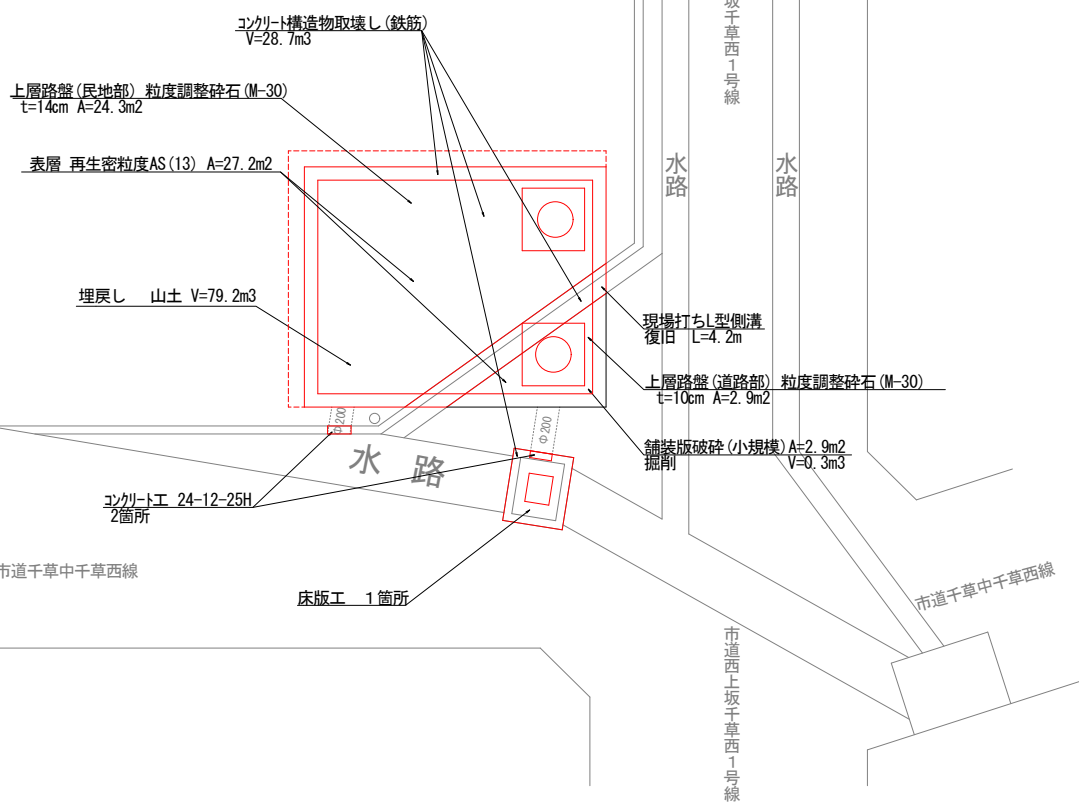 コンクリート構造物取壊し(鉄筋)
V=28.7m3
上層路盤(民地部) 粒度調整砕石(M-30)
t=14cm A=24.3m2
表層 再生密粒度AS(13) A=27.2m2
埋戻し 山土 V=79.2m3
現場打ちL型側溝
復旧 L=4.2m
上層路盤(道路部) 粒度調整砕石(M-30)
t=10cm A=2.9m2
舗装版破砕(小規模)A=2.9m2
掘削 V=0.3m3
コンクリート工 24-12-25H
2箇所
床版工 1箇所
Φ200
Φ200
水路
水路
水路
坂千草西1号線
市道千草中千草西線
市道千草中千草西線
市道西上坂千草西1号線